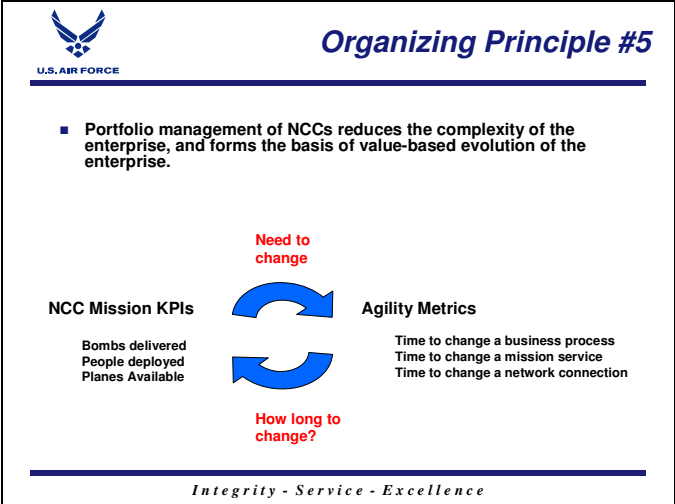 U.S. AIR FORCE
Organizing Principle #5
Portfolio management of NCCs reduces the complexity of the
enterprise, and forms the basis of value-based evolution of the
enterprise.
Need to
change
NCC Mission KPIs
Bombs delivered
People deployed
Planes Available
Agility Metrics
Time to change a business process
Time to change a mission service
Time to change a network connection
How long to
change?
Integrity - Service - Excellence